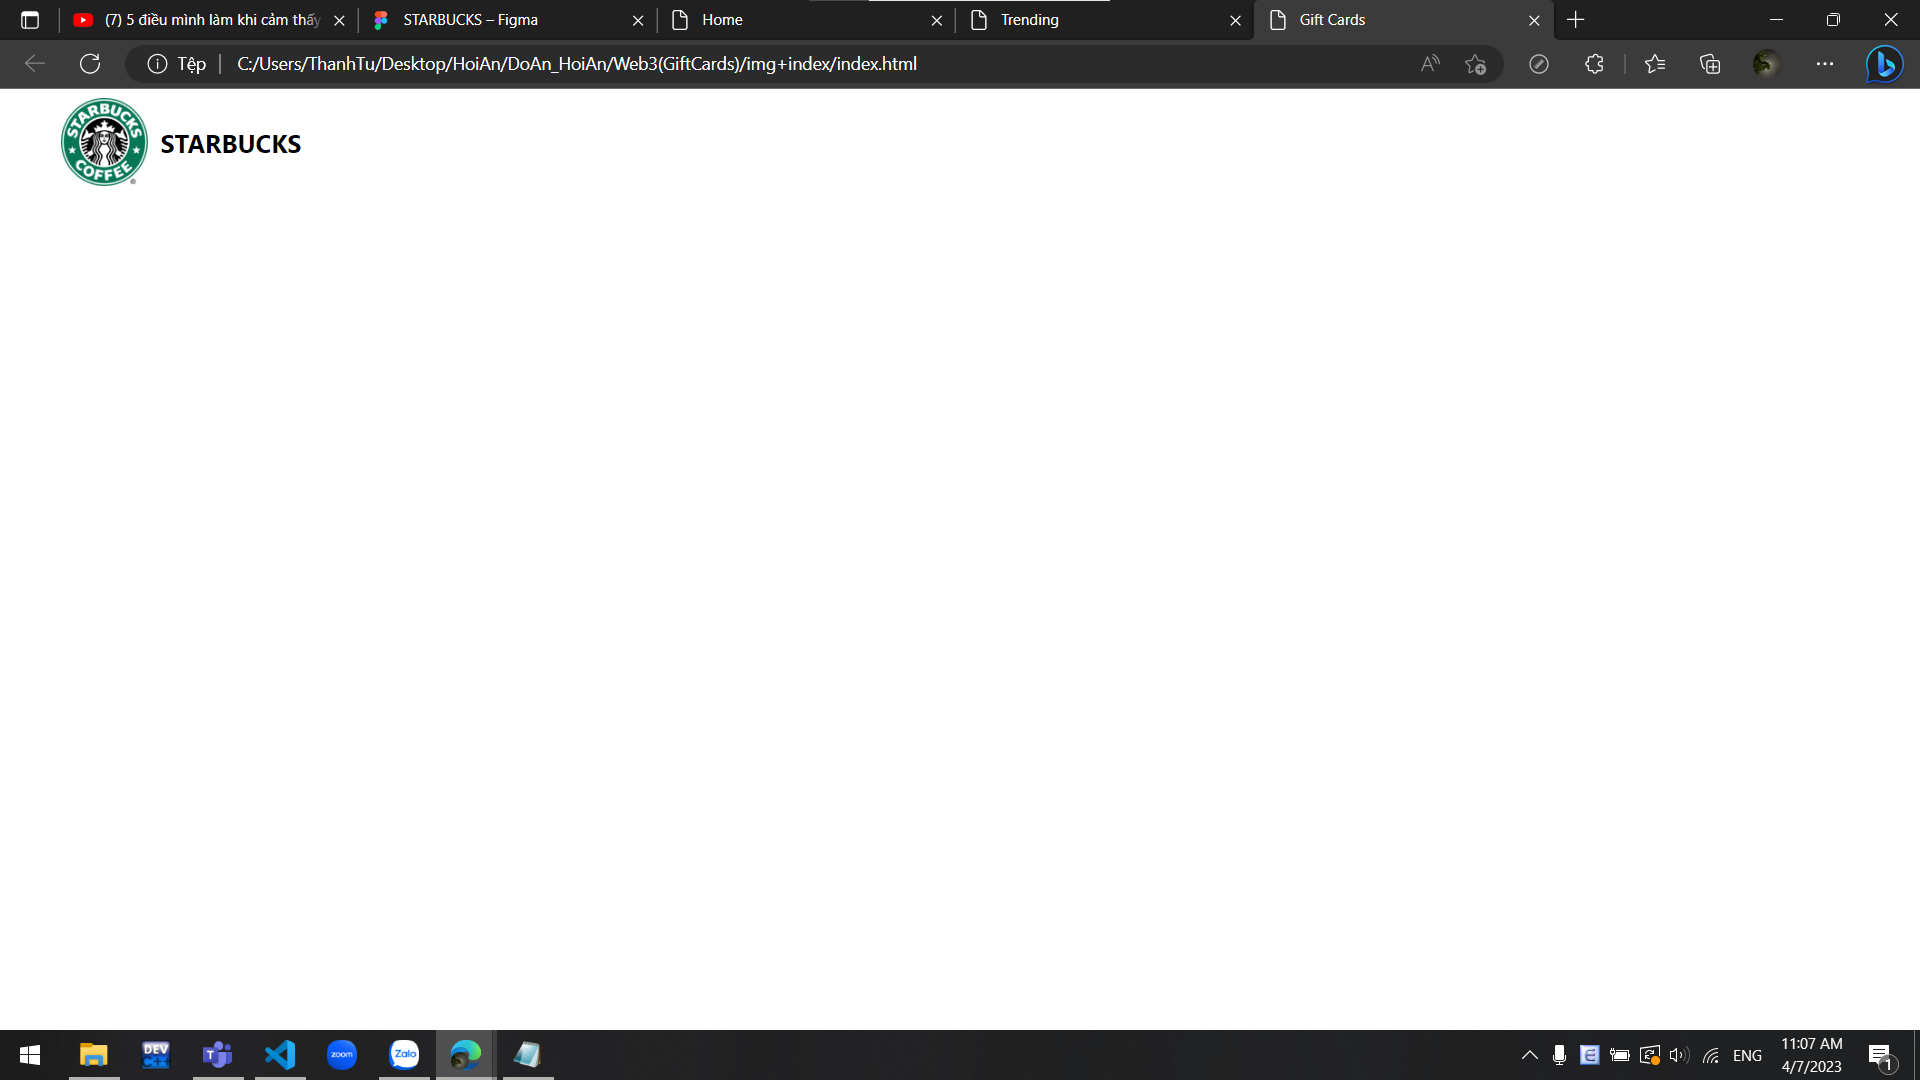 (7) 5 điều mình làm khi cảm thấy
STARBUCKS – Figma
Home
Trending
Gift Cards
Tệp
C:/Users/ThanhTu/Desktop/HoiAn/DoAn_HoiAn/Web3(GiftCards)/img+index/index.html
STARBUCKS
COFFEE
STARBUCKS
DEV
C++
T
zoom
Zalo
E
ENG
11:07 AM
4/7/2023
1